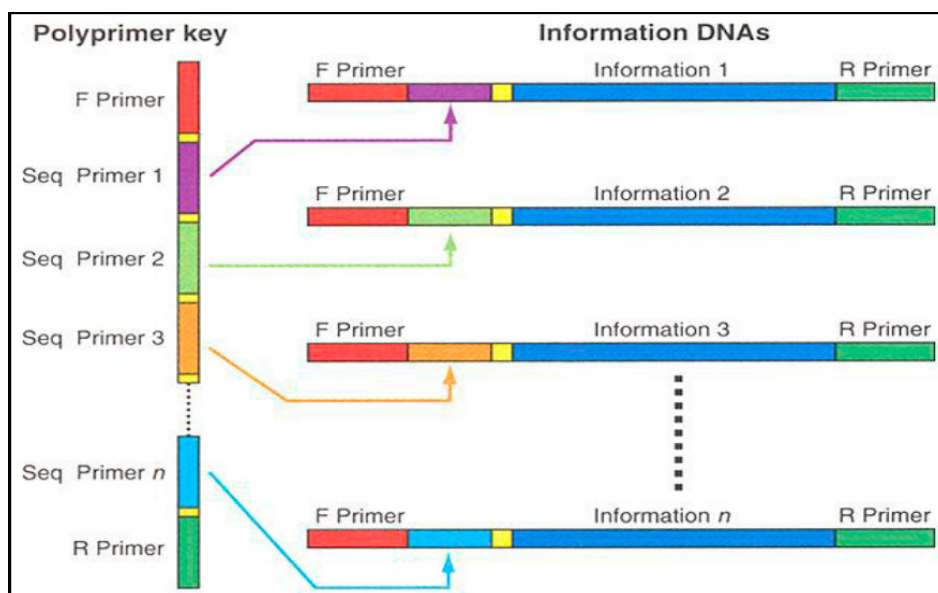 Polyprimer key
Information DNAs
F Primer
Seq Primer 1
Seq Primer 2
Seq Primer 3
Seq Primer n
R Primer
F Primer
Information 1
R Primer
F Primer
Information 2
R Primer
F Primer
Information 3
R Primer
F Primer
Information n
R Primer